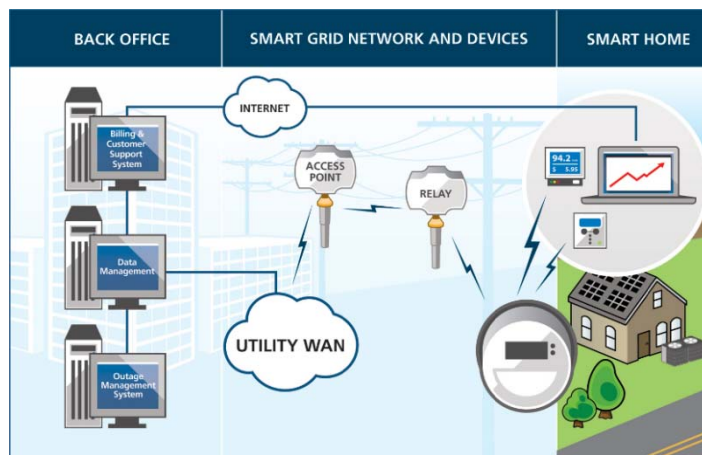 BACK OFFICE
SMART GRID NETWORK AND DEVICES
SMART HOME
INTERNET
Billing &
Customer
Support
System
ACCESS
POINT
RELAY
94.2
$ 5.95
Data
Management
UTILITY WAN
Outage
Management
System